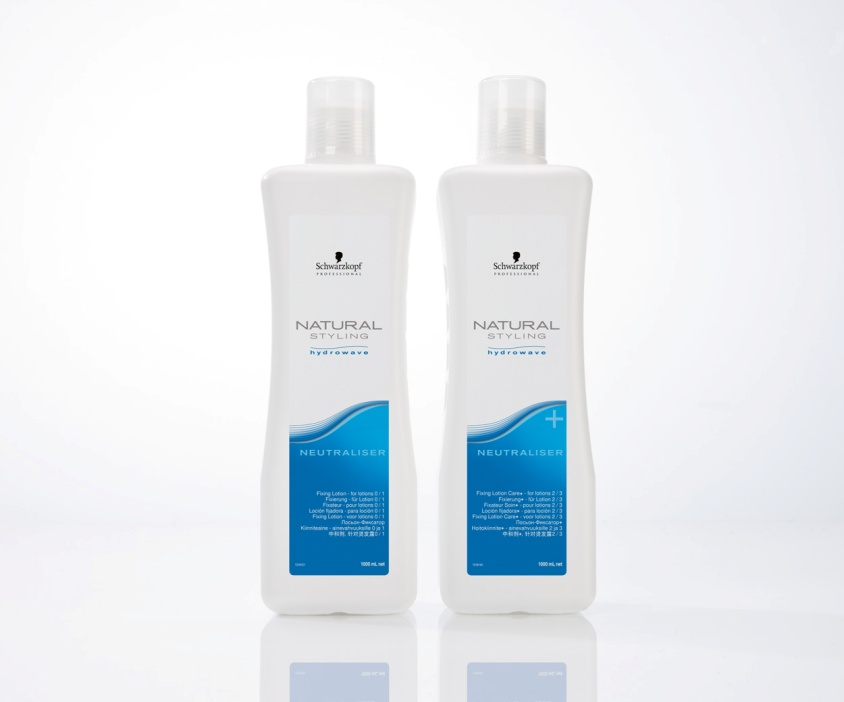 Schwarzkopf
PROFESSIONAL
NATURAL
STYLING
hydrowave
NEUTRALISER
Fixing Lotion - for lotions 0 / 1
Fixierung - für Lotion 0 / 1
Fixateur - pour lotions 0 / 1
Loción fijadora - para loción 0 / 1
Fixing Lotion - voor lotions 0 / 1
Лосьон-Фиксатор
Kiinnitesaine - ainevahvuuksille 0 ja 1
中和剂, 针对烫发露0 / 1
1000 mL net
Schwarzkopf
PROFESSIONAL
NATURAL
STYLING
hydrowave
+
NEUTRALISER
Fixing Lotion Care+ - for lotions 2 / 3
Fixierung+ - für Lotion 2 / 3
Fixateur Soin+ - pour lotions 2 / 3
Loción fijadora+ - para loción 2 / 3
Fixing Lotion Care+ - voor lotions 2 / 3
Лосьон-Фиксатор+
Hoitokiinnite+ - ainevahvuuksille 2 ja 3
中和剂+, 针对烫发露2 / 3
1000 mL net